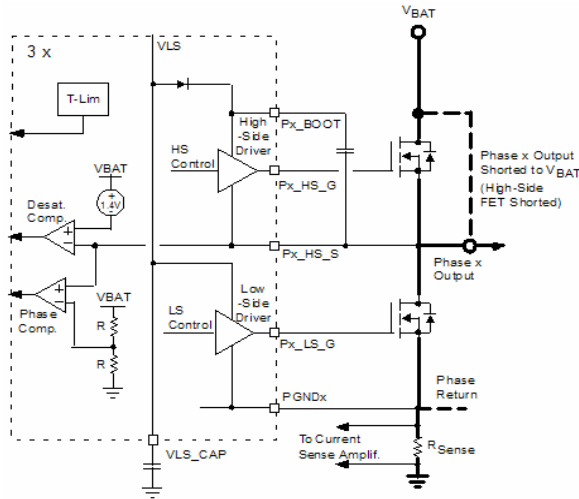 VBAT
VLS
3 x
T-Lim
High
-Side
Driver
Px_BOOT
HS
Control
Px_HS_G
Phase x Output
Shorted to VBAT
(High-Side
FET Shorted)
VBAT
1.4V
Desat.
Comp.
+
–
Px_HS_S
Phase x
Output
+
–
Phase
Comp.
VBAT
R
R
Low
-Side
Driver
LS
Control
Px_LS_G
PGNDx
Phase
Return
To Current
Sense Amplif.
RSense
VLS_CAP